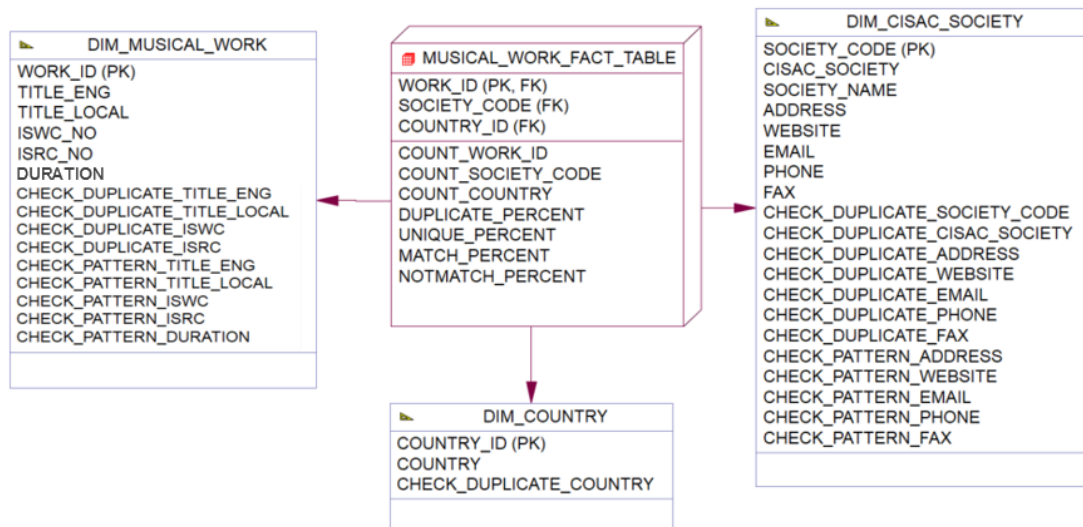 DIM_MUSICAL_WORK
WORK_ID (PK)
TITLE_ENG
TITLE_LOCAL
ISWC_NO
ISRC_NO
DURATION
CHECK_DUPLICATE_TITLE_ENG
CHECK_DUPLICATE_TITLE_LOCAL
CHECK_DUPLICATE_ISWC
CHECK_DUPLICATE_ISRC
CHECK_PATTERN_TITLE_ENG
CHECK_PATTERN_TITLE_LOCAL
CHECK_PATTERN_ISWC
CHECK_PATTERN_ISRC
CHECK_PATTERN_DURATION
MUSICAL_WORK_FACT_TABLE
WORK_ID (PK, FK)
SOCIETY_CODE (FK)
COUNTRY_ID (FK)
COUNT_WORK_ID
COUNT_SOCIETY_CODE
COUNT_COUNTRY
DUPLICATE_PERCENT
UNIQUE_PERCENT
MATCH_PERCENT
NOTMATCH_PERCENT
DIM_CISAC_SOCIETY
SOCIETY_CODE (PK)
CISAC_SOCIETY
SOCIETY_NAME
ADDRESS
WEBSITE
EMAIL
PHONE
FAX
CHECK_DUPLICATE_SOCIETY_CODE
CHECK_DUPLICATE_CISAC_SOCIETY
CHECK_DUPLICATE_ADDRESS
CHECK_DUPLICATE_WEBSITE
CHECK_DUPLICATE_EMAIL
CHECK_DUPLICATE_PHONE
CHECK_DUPLICATE_FAX
CHECK_PATTERN_ADDRESS
CHECK_PATTERN_WEBSITE
CHECK_PATTERN_EMAIL
CHECK_PATTERN_PHONE
CHECK_PATTERN_FAX
DIM_COUNTRY
COUNTRY_ID (PK)
COUNTRY
CHECK_DUPLICATE_COUNTRY